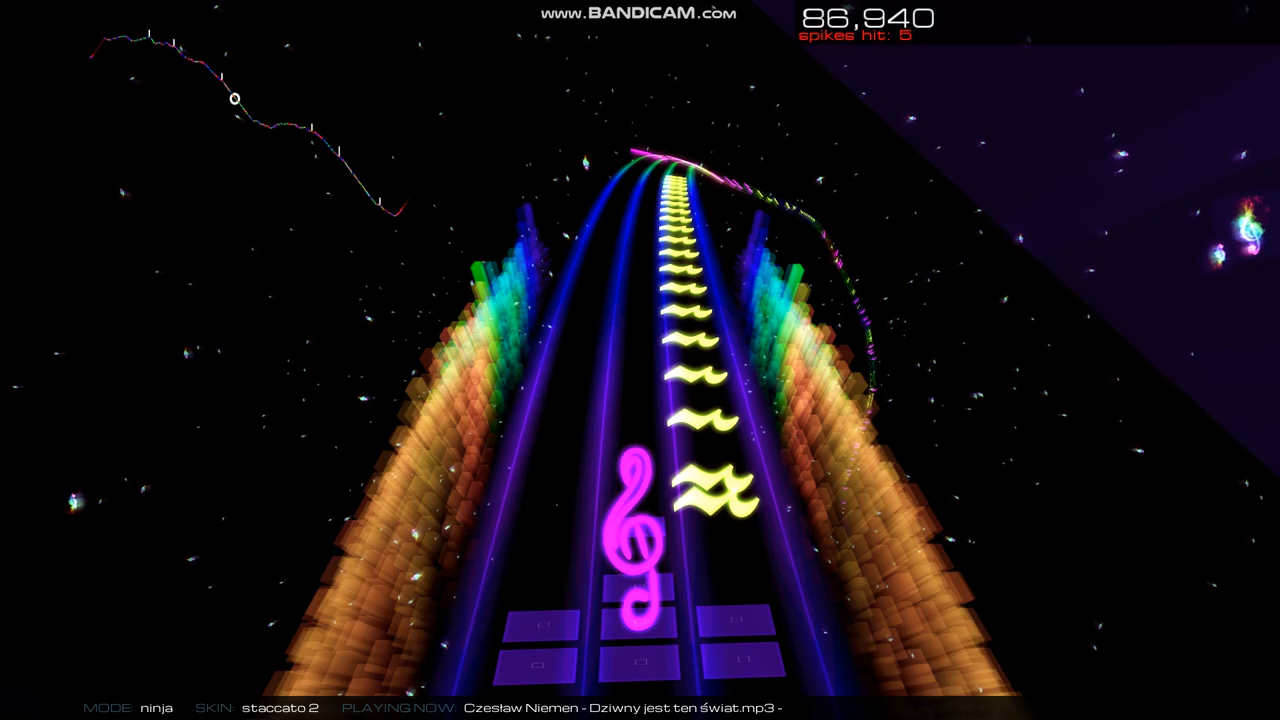 www.BANDICAM.com
86,940
spikes hit: 5
MODE: ninja SKIN: staccato 2 PLAYING NOW: Czesław Niemen - Dziwny jest ten świat.mp3 -